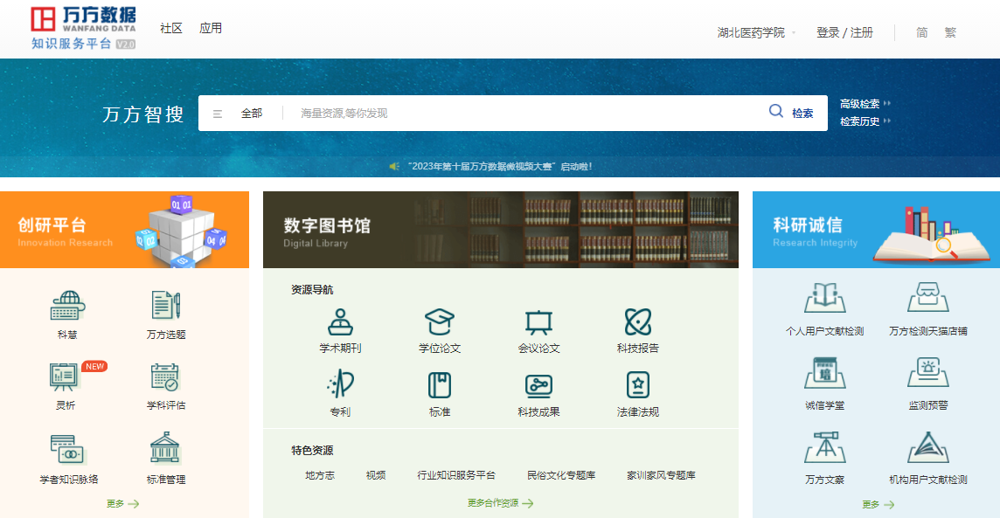 万方数据
WANFANG DATA
知识服务平台 V2.0
社区 应用
湖北医药学院 登录 / 注册 简 繁
万方智搜
全部 海量资源,等你发现 检索
高级检索
检索历史
“2023年第十届万方数据微视频大赛”启动啦!
创研平台
Innovation Research
01 01
02
04 04
科慧 万方选题
NEW
灵析 学科评估
学者知识脉络 标准管理
更多
数字图书馆
Digital Library
资源导航
学术期刊 学位论文 会议论文 科技报告
专利 标准 科技成果 法律法规
特色资源
地方志 视频 行业知识服务平台 民俗文化专题库 家训家风专题库
更多合作资源
科研诚信
Research Integrity
个人用户文献检测 万方检测天猫店铺
培
诚信学堂 监测预警
万方文察 机构用户文献检测
更多